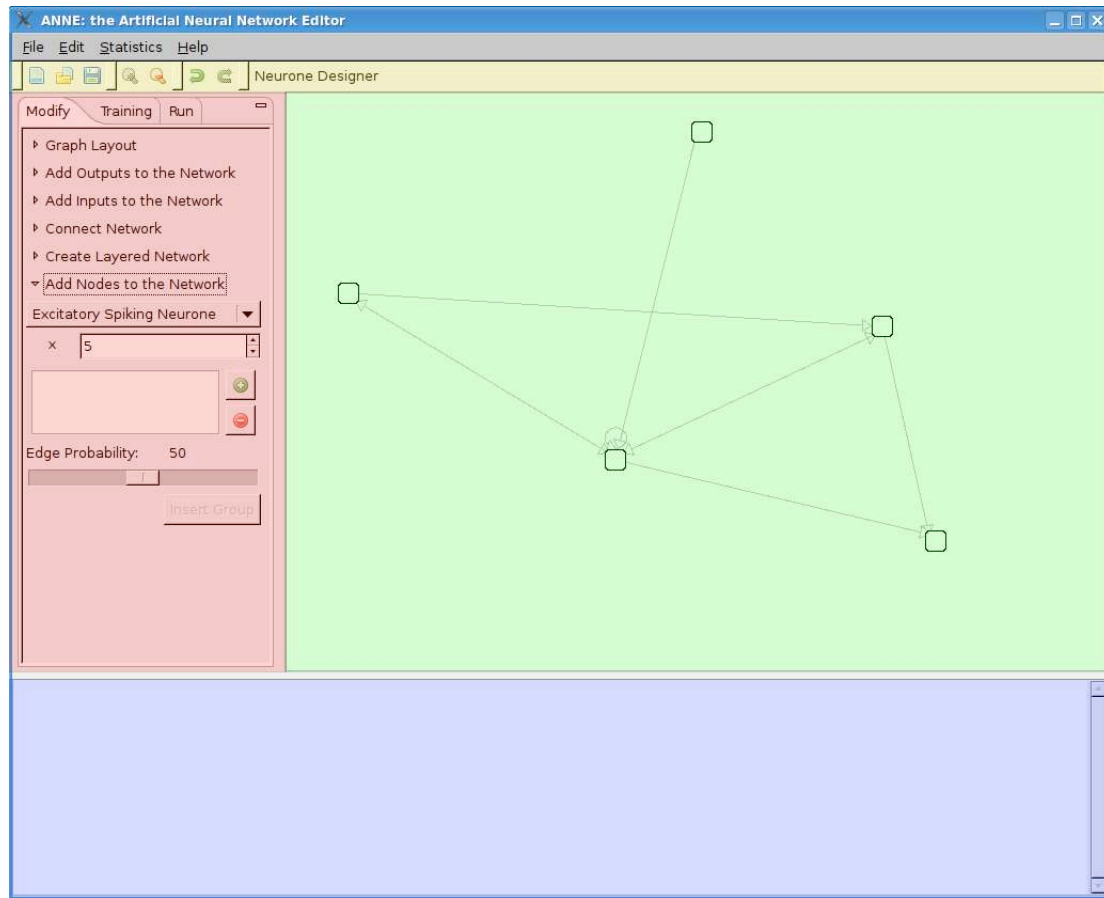 ANNE: the Artificial Neural Network Editor
File Edit Statistics Help
Neurone Designer
Modify Training Run
Graph Layout
Add Outputs to the Network
Add Inputs to the Network
Connect Network
Create Layered Network
Add Nodes to the Network
Excitatory Spiking Neurone
x 5
Edge Probability: 50
Insert Group